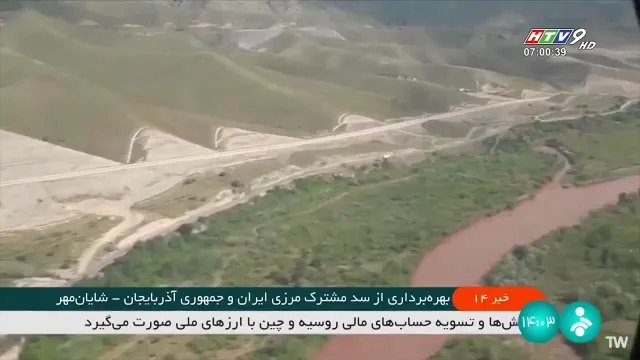 HTV9 HD
07:00:39
خبر ۱۴
بهره‌برداری از سد مشترک مرزی ایران و جمهوری آذربایجان - شایان‌مهر
و تسویه حساب‌های مالی روسیه و چین با ارزهای ملی صورت می‌گیرد
۱۴:۰۳
TW